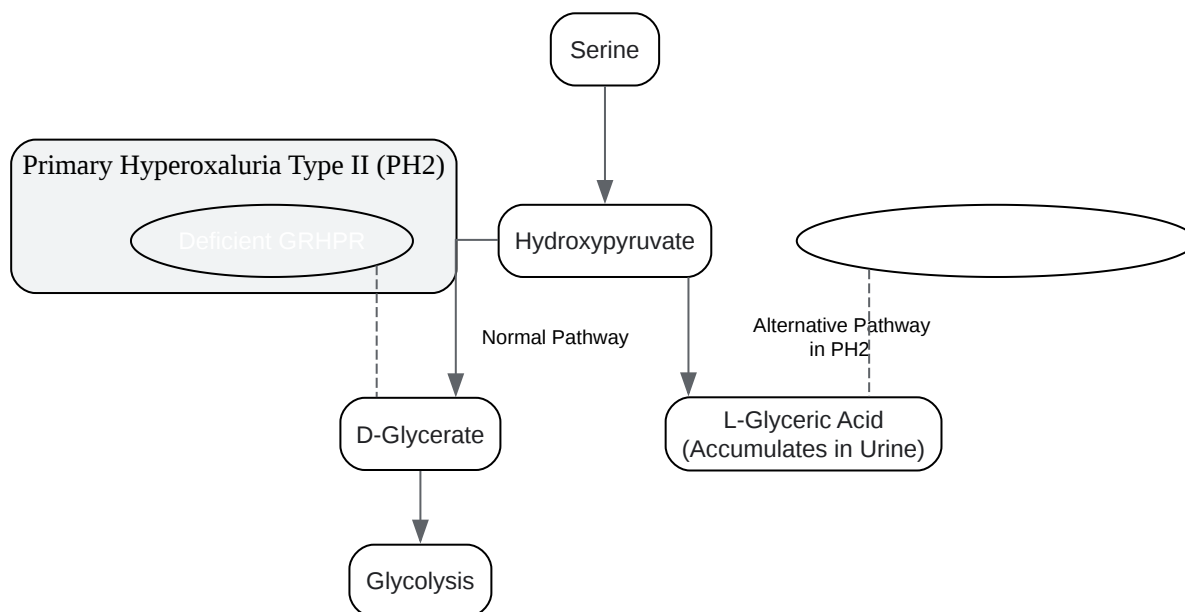 Serine
Primary Hyperoxaluria Type II (PH2)
Deficient GRHPR
Hydroxypyruvate
Normal Pathway
Alternative Pathway
in PH2
D-Glycerate
L-Glyceric Acid
(Accumulates in Urine)
Glycolysis